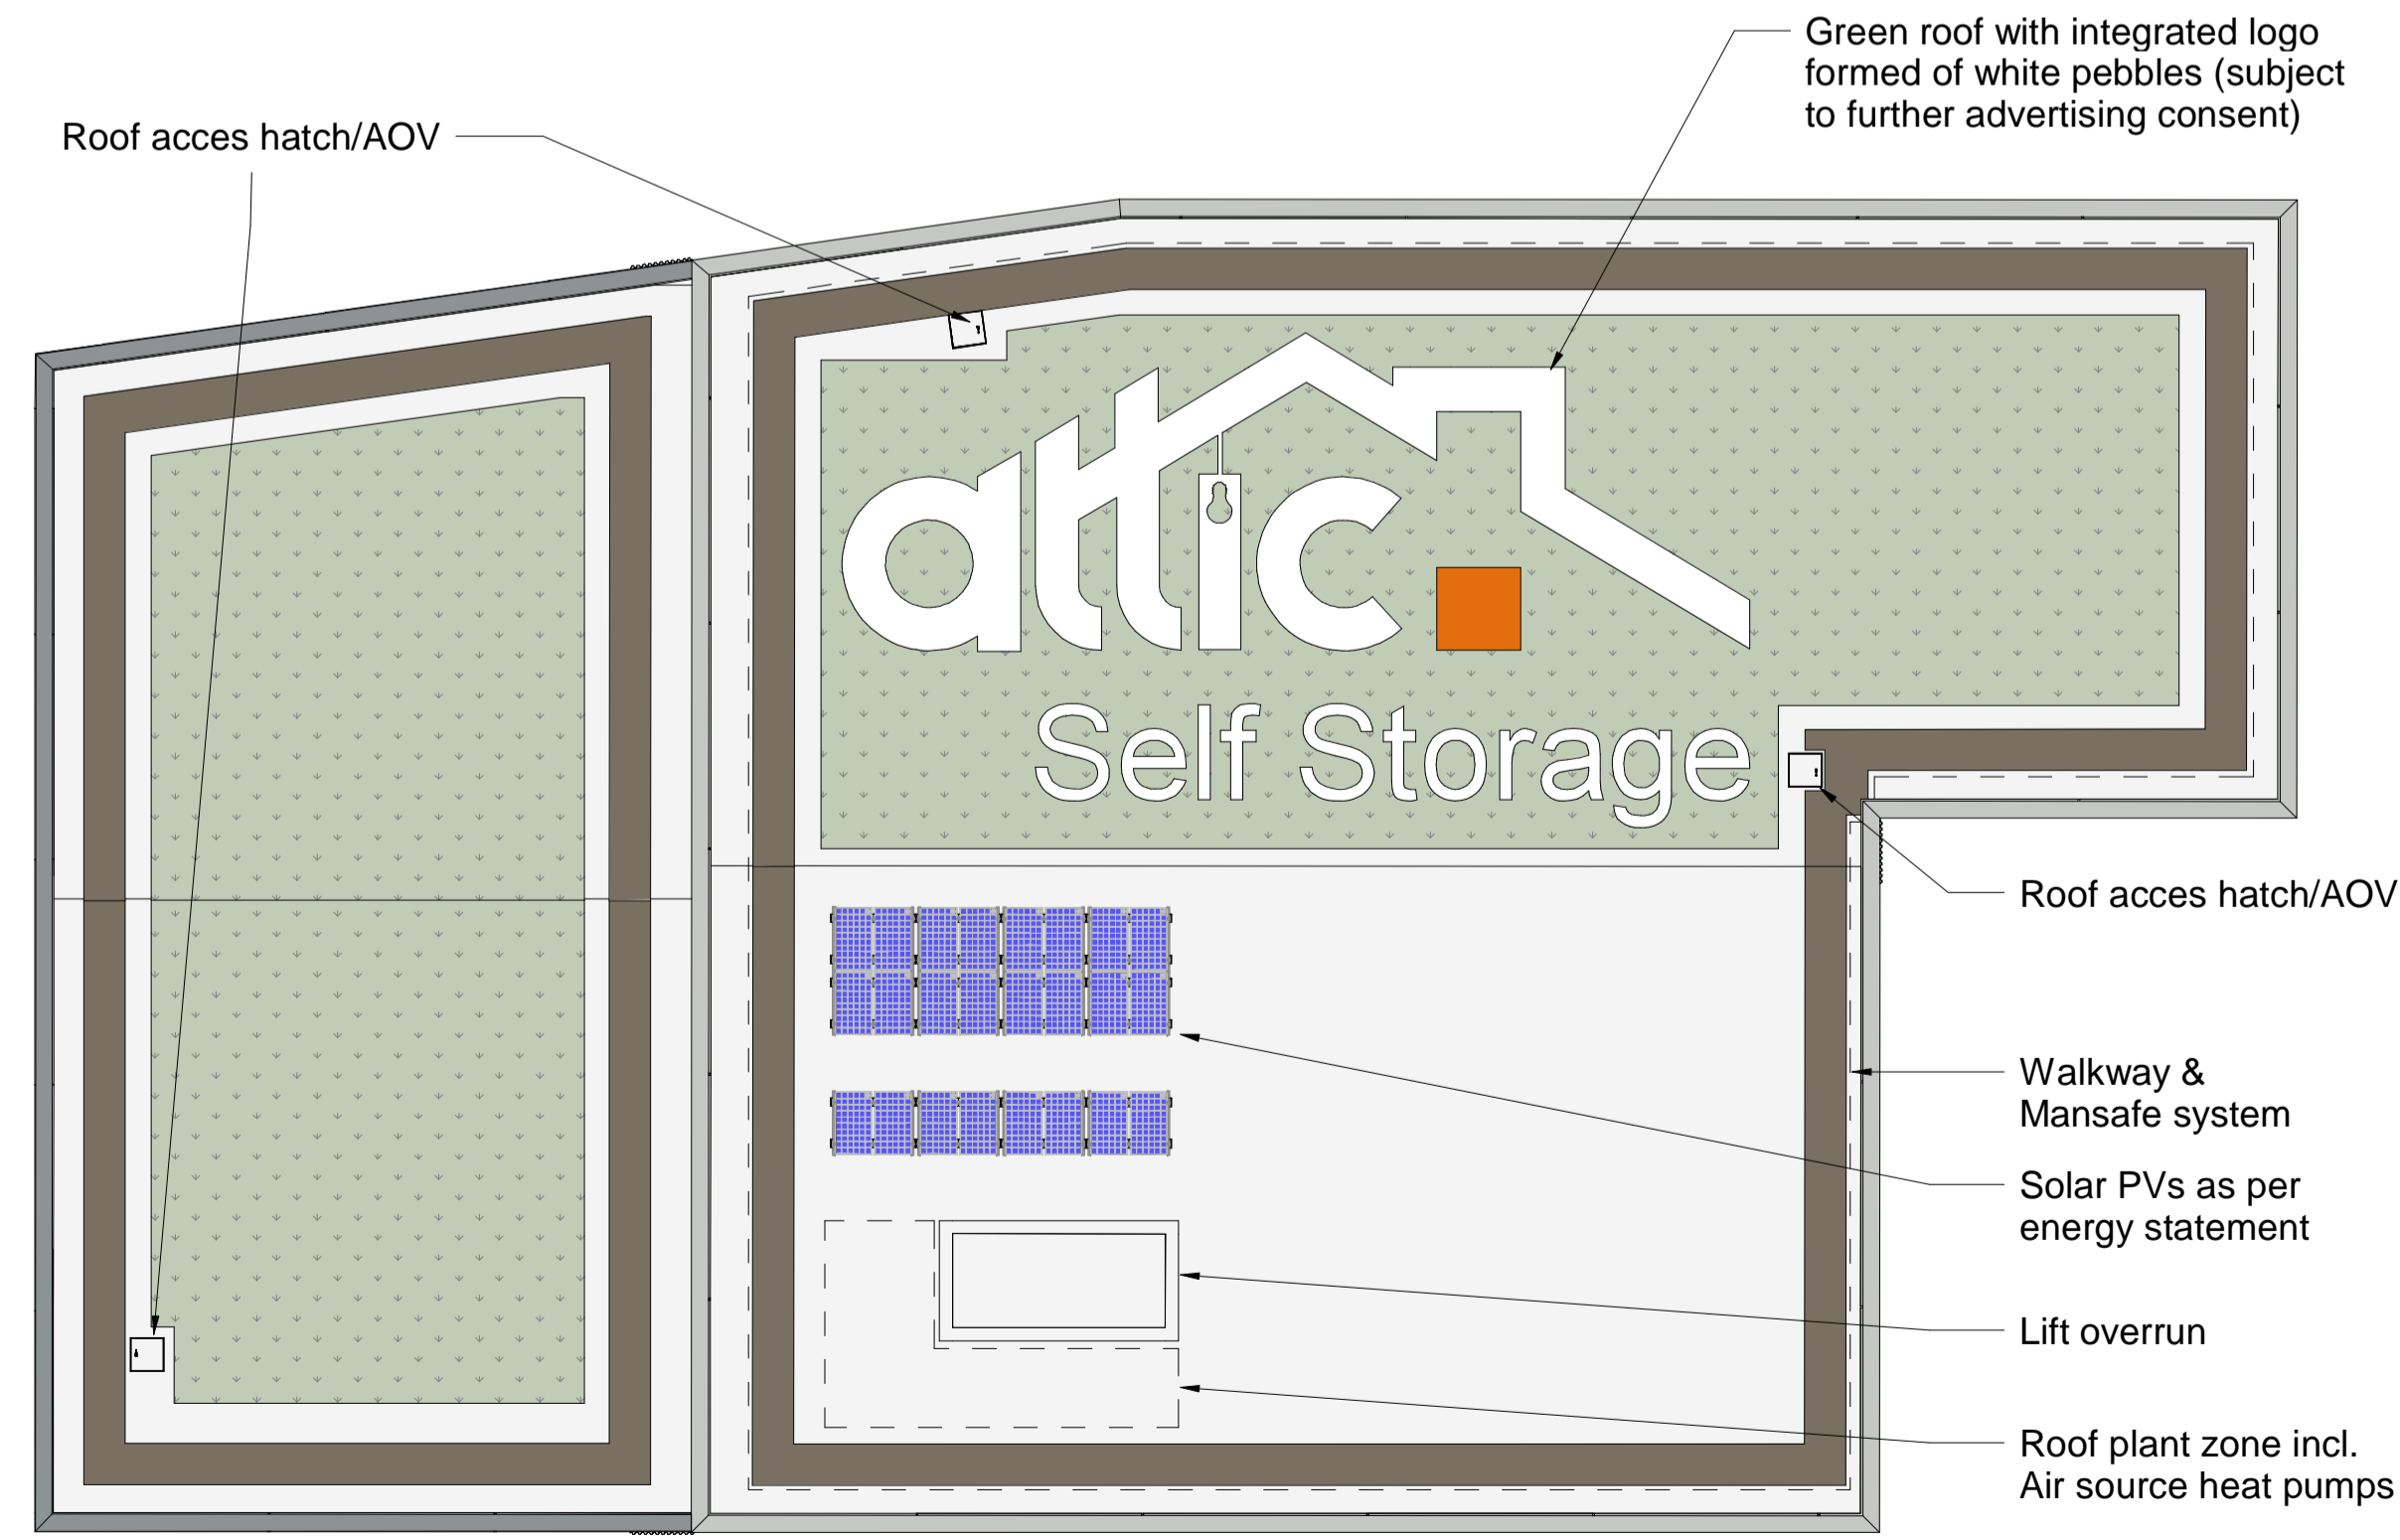 Green roof with integrated logo
formed of white pebbles (subject
to further advertising consent)
Roof acces hatch/AOV
attic
Self Storage
Roof acces hatch/AOV
Walkway &
Mansafe system
Solar PVs as per
energy statement
Lift overrun
Roof plant zone incl.
Air source heat pumps